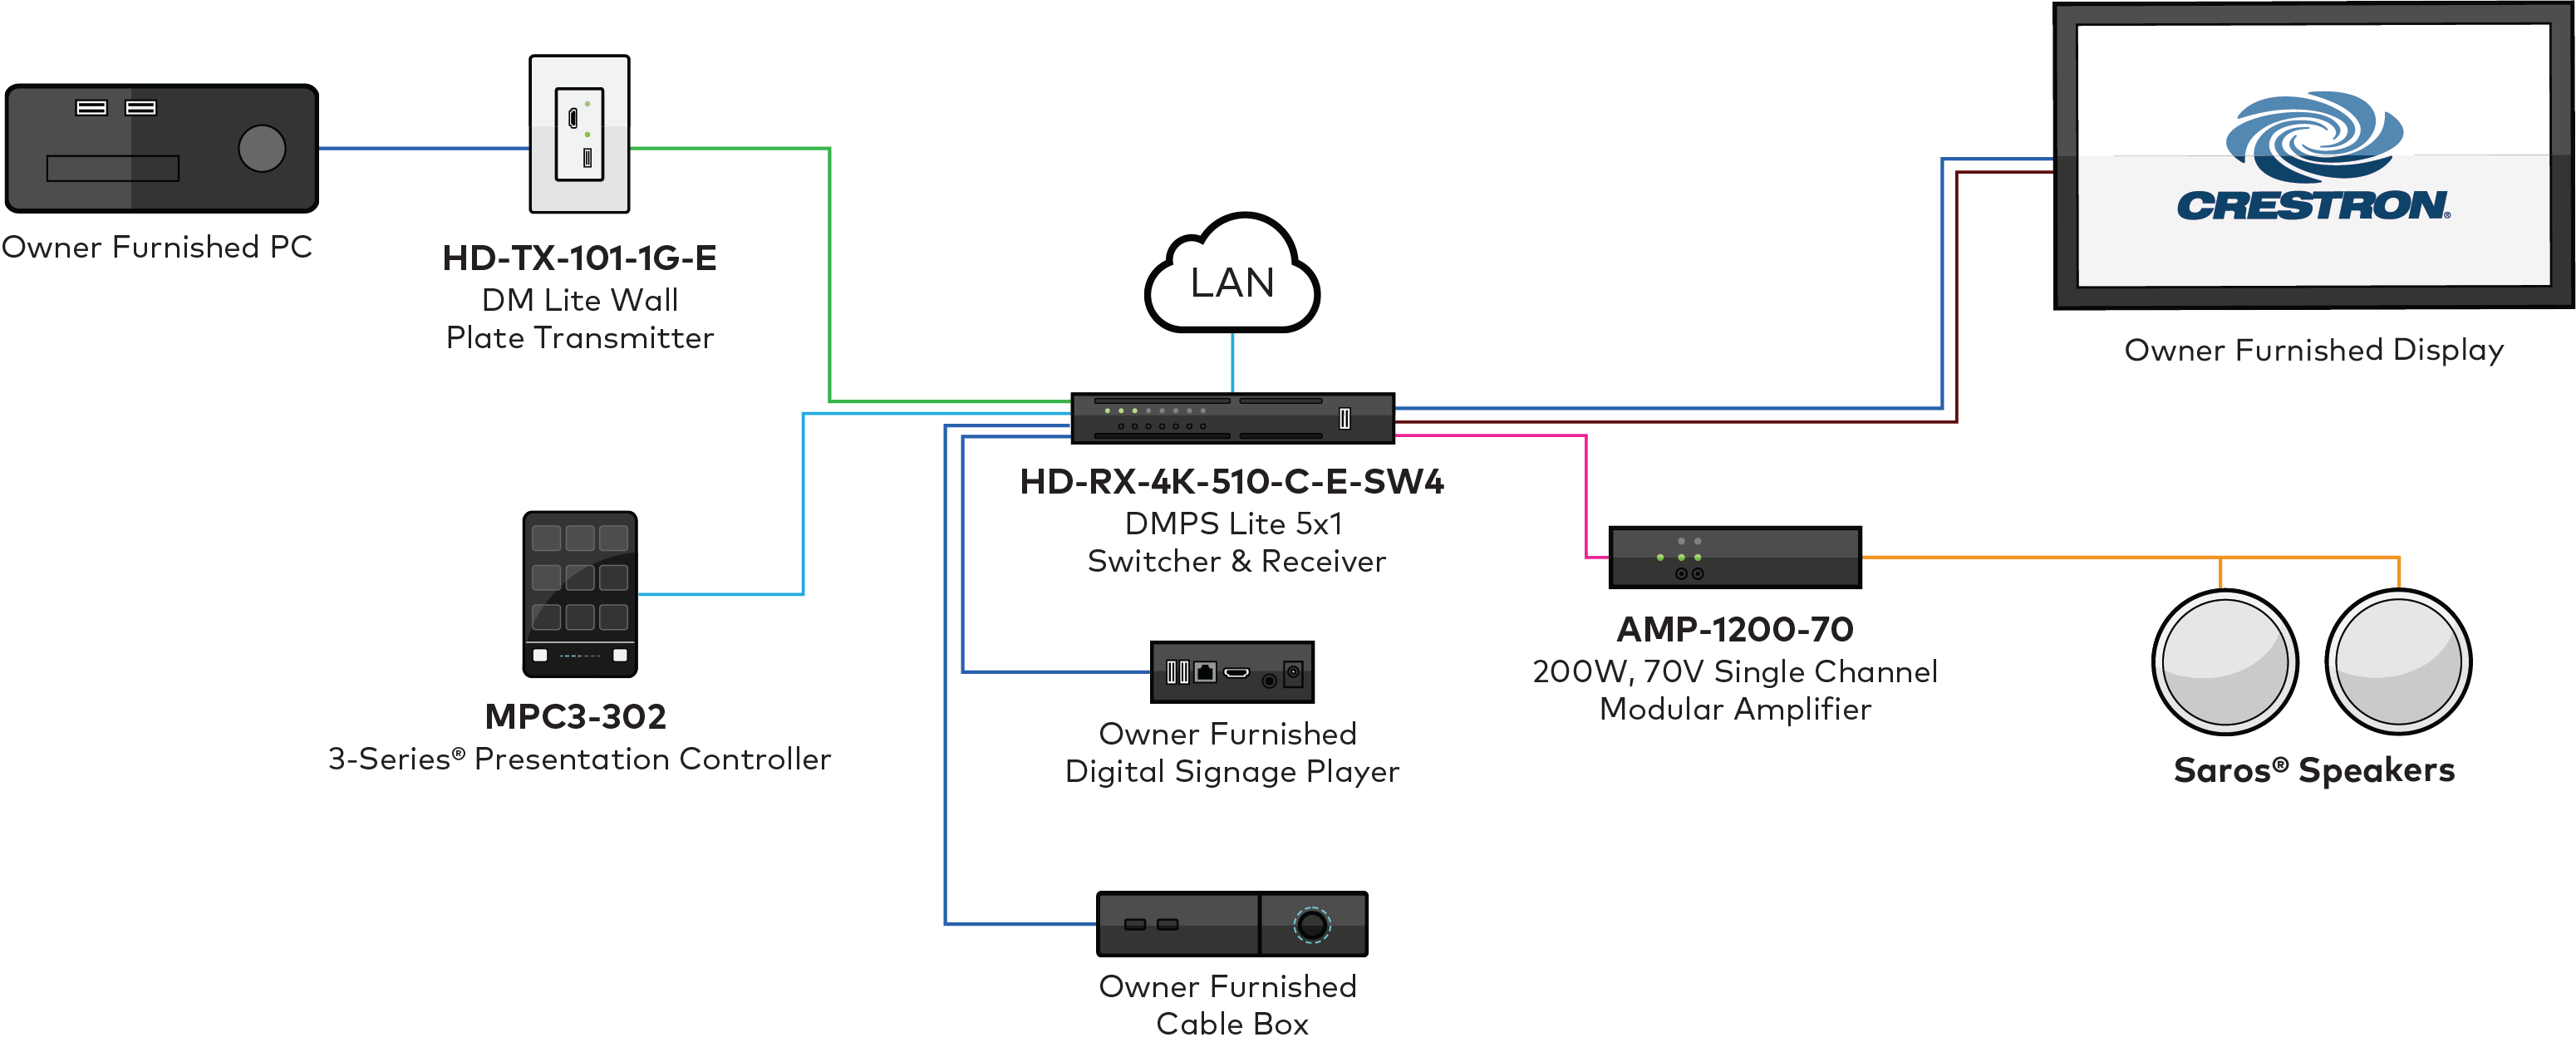 Owner Furnished PC
HD-TX-101-1G-E
DM Lite Wall
Plate Transmitter
LAN
CRESTRON®
Owner Furnished Display
HD-RX-4K-510-C-E-SW4
DMPS Lite 5x1
Switcher & Receiver
MPC3-302
3-Series® Presentation Controller
Owner Furnished
Digital Signage Player
AMP-1200-70
200W, 70V Single Channel
Modular Amplifier
Saros® Speakers
Owner Furnished
Cable Box